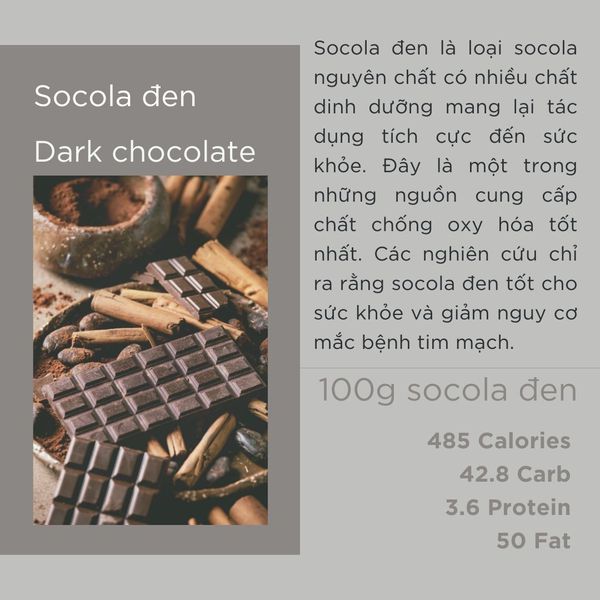 Socola đen
Dark chocolate
Socola đen là loại socola
nguyên chất có nhiều chất
dinh dưỡng mang lại tác
dụng tích cực đến sức
khỏe. Đây là một trong
những nguồn cung cấp
chất chống oxy hóa tốt
nhất. Các nghiên cứu chỉ
ra rằng socola đen tốt cho
sức khỏe và giảm nguy cơ
mắc bệnh tim mạch.
100g socola đen
485 Calories
42.8 Carb
3.6 Protein
50 Fat